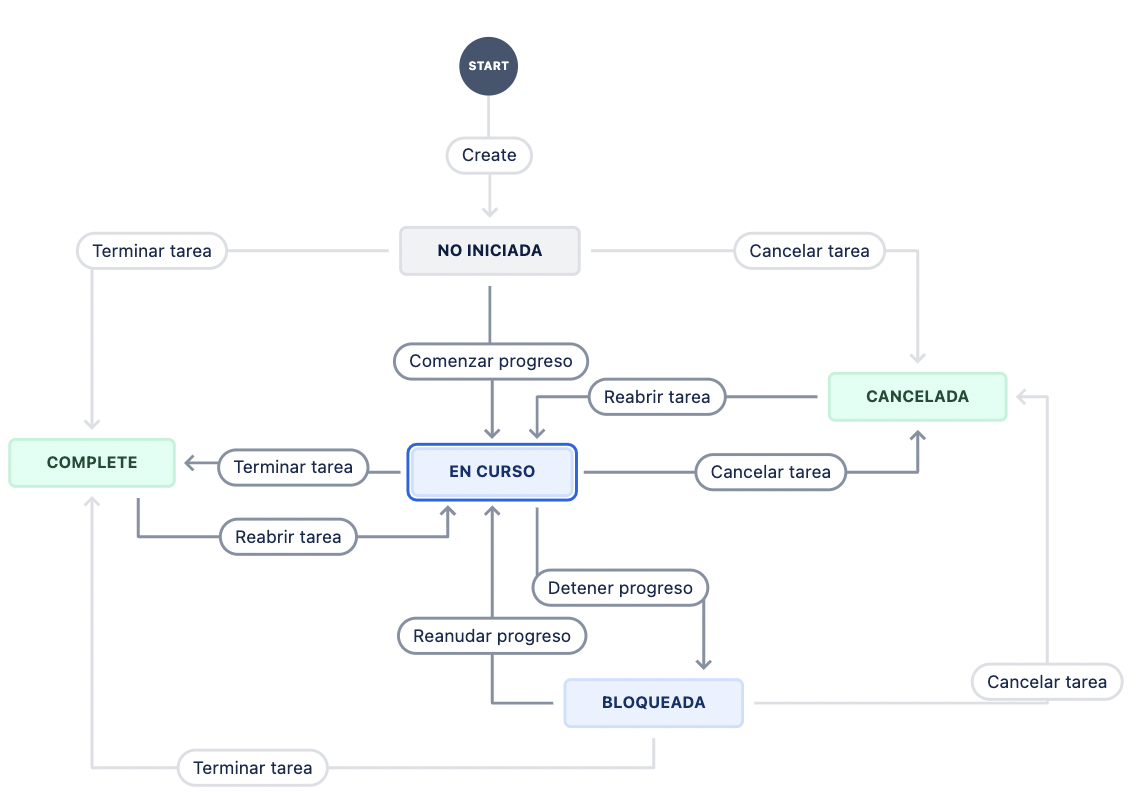 START
Create
NO INICIADA
Terminar tarea
Cancelar tarea
Comenzar progreso
Reabrir tarea
CANCELADA
COMPLETE
Terminar tarea
EN CURSO
Cancelar tarea
Reabrir tarea
Detener progreso
Reanudar progreso
Cancelar tarea
BLOQUEADA
Terminar tarea